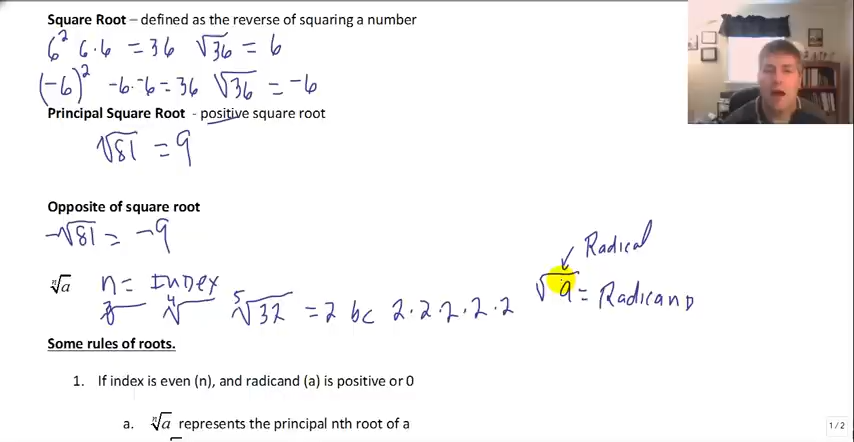 Square Root – defined as the reverse of squaring a number
6² 6·6 = 36 √36 = 6
(-6)² -6·-6 = 36 √36 = -6
Principal Square Root - positive square root
√81 = 9
Opposite of square root
-√81 = -9
Radical
ⁿ√a n = Index
√9 = Radicand
³√ ⁴√ ⁵√32 = 2 bc 2·2·2·2·2
Some rules of roots.
1. If index is even (n), and radicand (a) is positive or 0
a. ⁿ√a represents the principal nth root of a
1 / 2